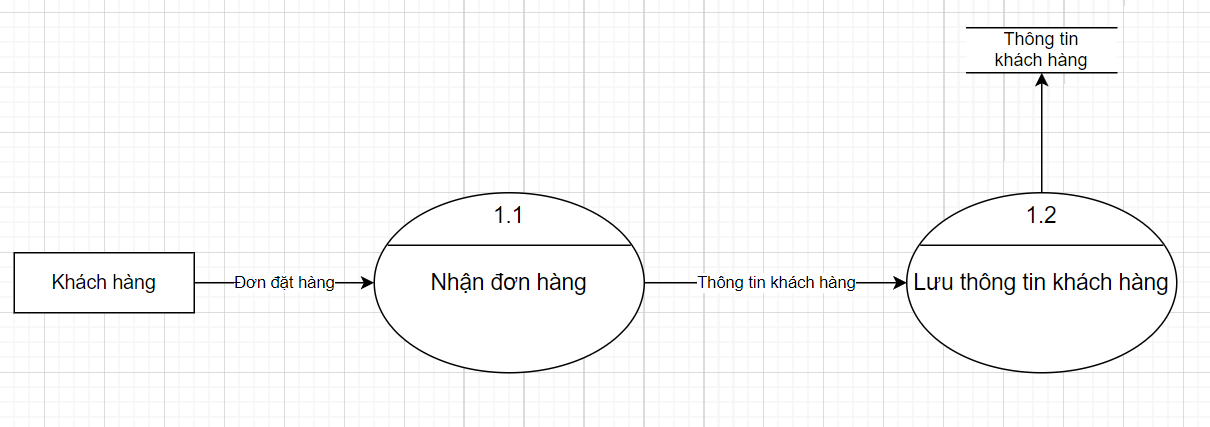 Thông tin
khách hàng
1.1
1.2
Khách hàng
Đơn đặt hàng
Nhận đơn hàng
Thông tin khách hàng
Lưu thông tin khách hàng